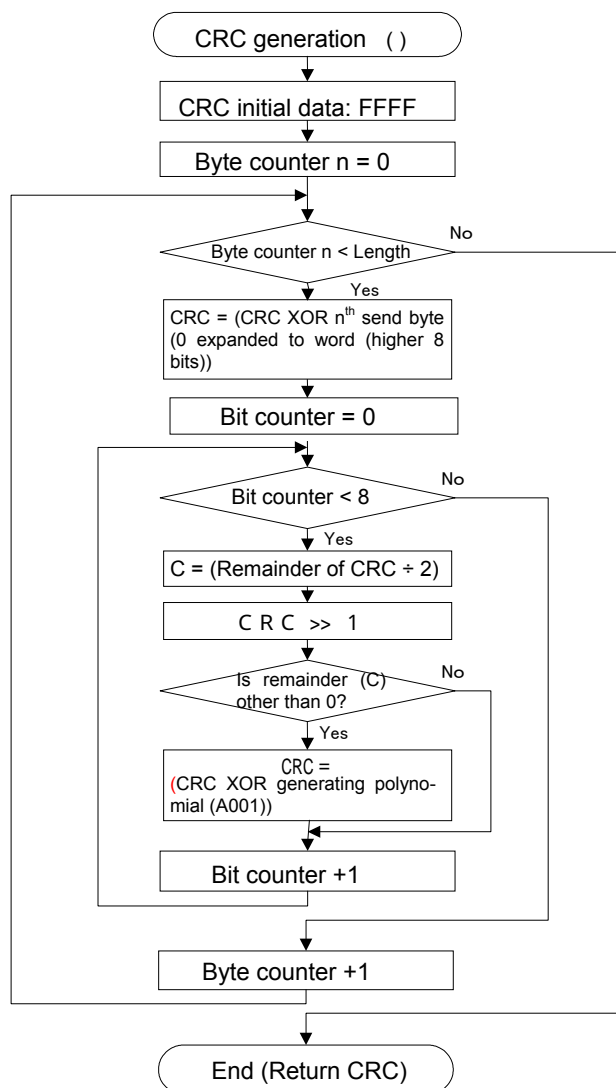 CRC generation ()
CRC initial data: FFFF
Byte counter n = 0
Byte counter n < Length
No
Yes
CRC = (CRC XOR nth send byte
(0 expanded to word (higher 8
bits))
Bit counter = 0
Bit counter < 8
No
Yes
C = (Remainder of CRC ÷ 2)
C R C >> 1
Is remainder (C)
other than 0?
No
Yes
CRC =
(CRC XOR generating polyno-
mial (A001))
Bit counter +1
Byte counter +1
End (Return CRC)